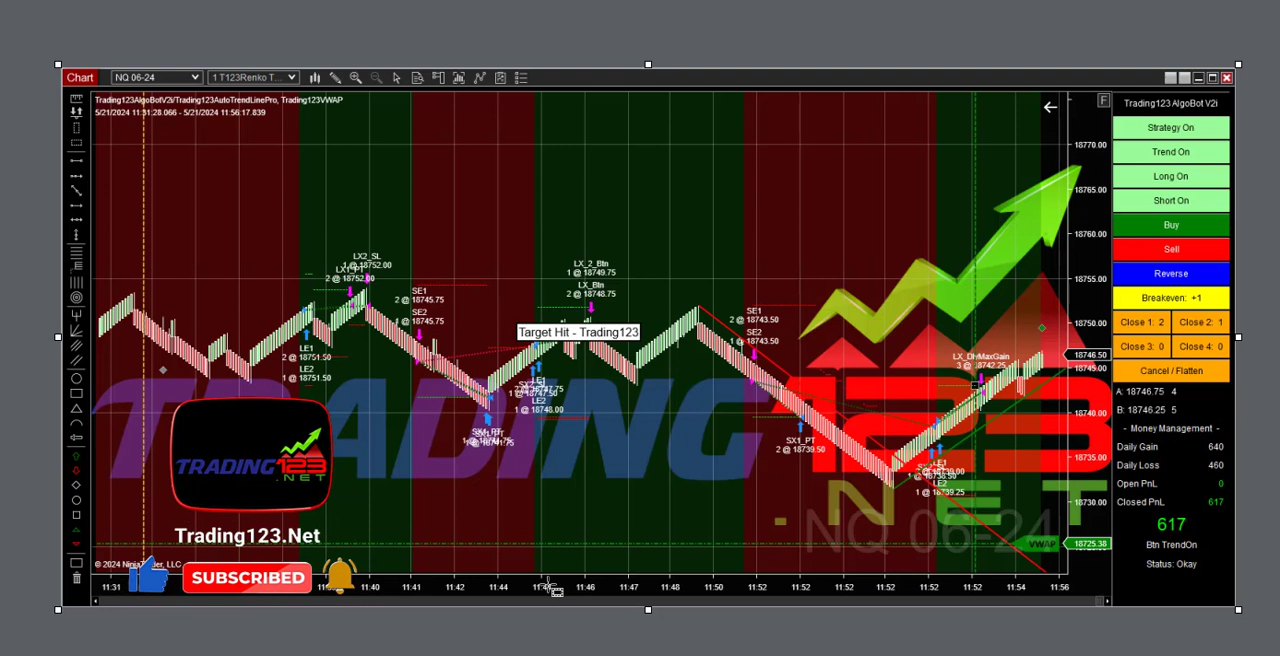 Chart
NQ 06-24
1 T123Renko T...
Trading123AlgoBotV2i/Trading123AutoTrendLinePro, Trading123VWAP
5/21/2024 11:31:28.066 - 5/21/2024 11:56:17.839
F
Trading123 AlgoBot V2i
Strategy On
Trend On
Long On
Short On
Buy
Sell
Reverse
Breakeven: +1
Close 1: 2
Close 2: 1
Close 3: 0
Close 4: 0
Cancel / Flatten
A: 18746.75 4
B: 18746.25 5
- Money Management -
Daily Gain 640
Daily Loss 460
Open PnL 0
Closed PnL 617
617
Btn TrendOn
Status: Okay
18770.00
18765.00
18760.00
18755.00
18750.00
18746.50
18745.00
18740.00
18735.00
18730.00
18725.38
VWAP
LX2_SL
1 @ 18752.00
2 @ 18752.00
SE1
2 @ 18745.75
SE2
1 @ 18745.75
LE1
2 @ 18751.50
LE2
1 @ 18751.50
LX_2_Btn
1 @ 18749.75
LX_Btn
2 @ 18748.75
Target Hit - Trading123
LE2
1 @ 18748.00
SE1
2 @ 18743.50
SE2
1 @ 18743.50
SX1_PT
2 @ 18739.50
LX_DlyMaxGain
3 @ 18742.25
LE1
LE2
1 @ 18739.25
TRADING123
.NET
NQ 06-24
TRADING123
.NET
Trading123.Net
SUBSCRIBED
11:31
11:40
11:42
11:44
11:46
11:48
11:50
11:52
11:52
11:52
11:52
11:52
11:52
11:54
11:56